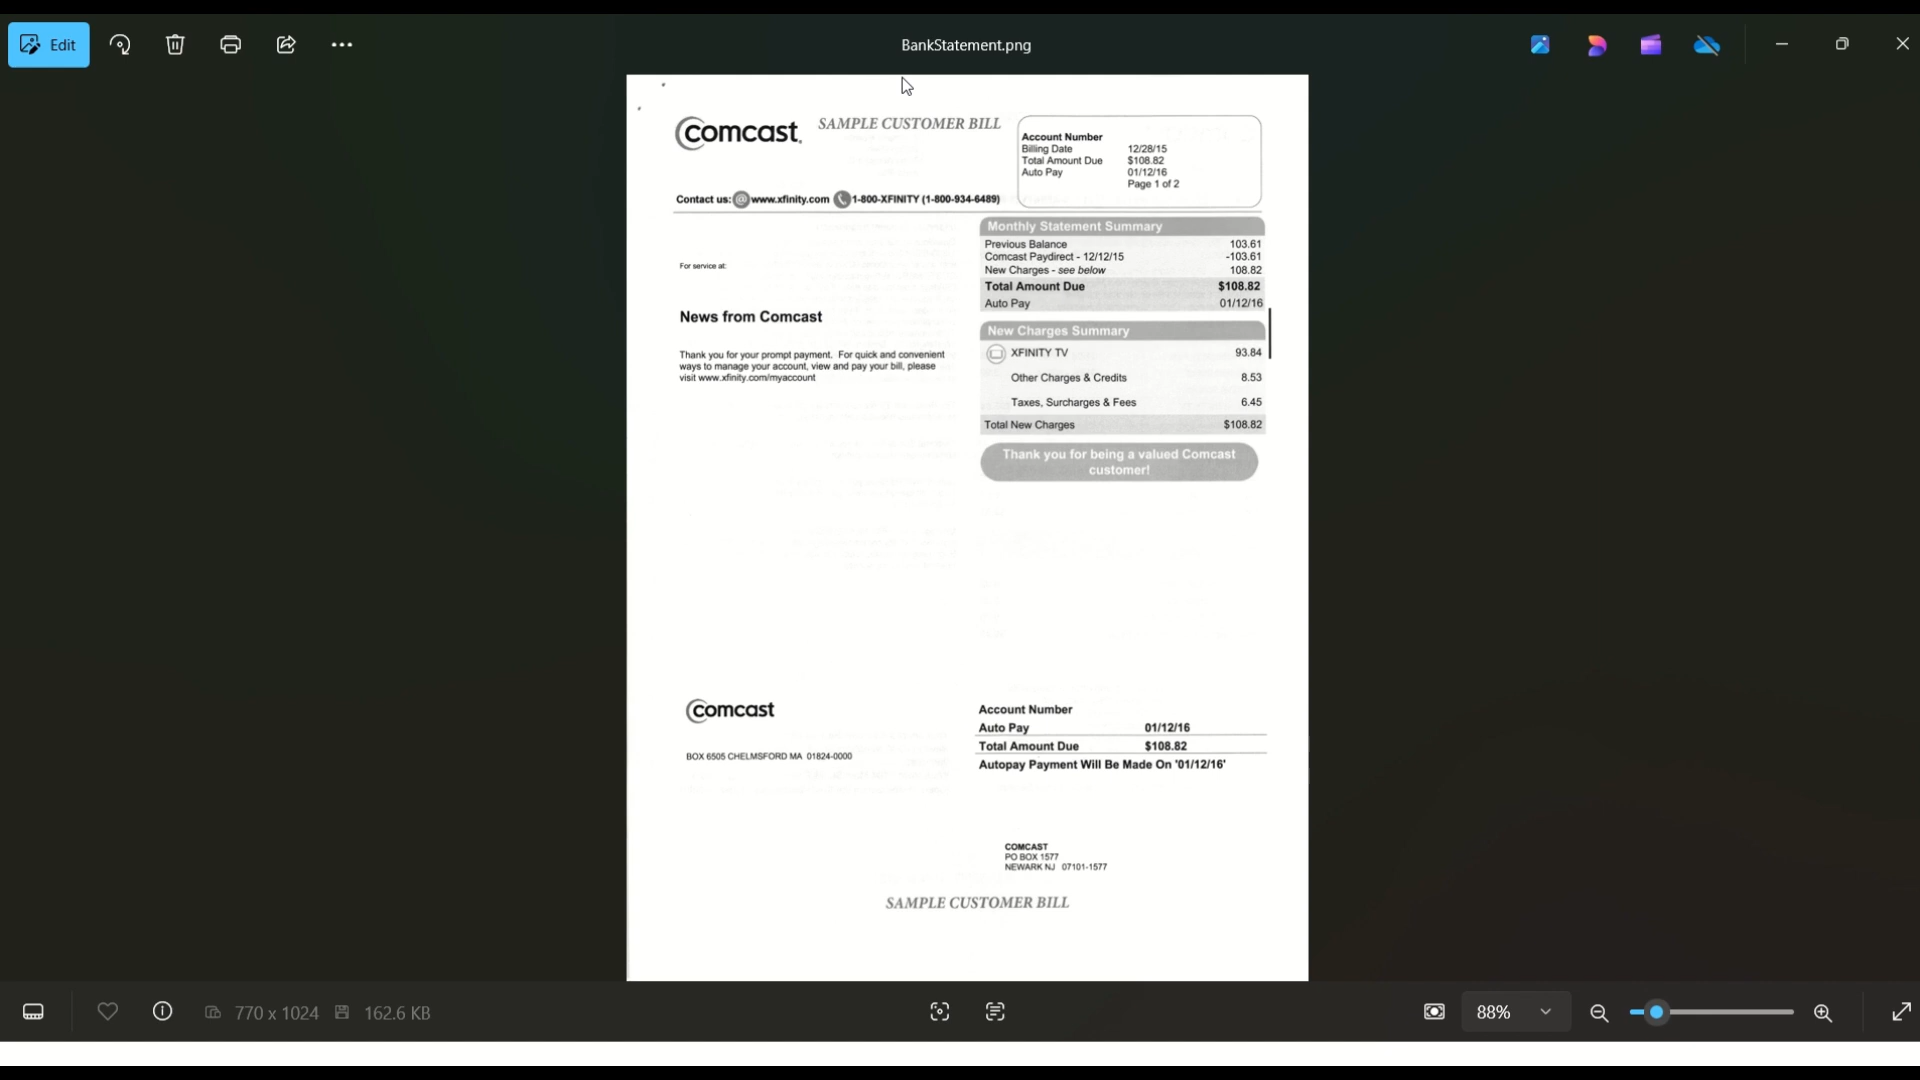 Edit
BankStatement.png
comcast.
SAMPLE CUSTOMER BILL
Account Number
Billing Date 12/28/15
Total Amount Due $108.82
Auto Pay 01/12/16
Page 1 of 2
Contact us: @ www.xfinity.com 1-800-XFINITY (1-800-934-6489)
For service at:
News from Comcast
Thank you for your prompt payment. For quick and convenient
ways to manage your account, view and pay your bill, please
visit www.xfinity.com/myaccount
Monthly Statement Summary
Previous Balance 103.61
Comcast Paydirect - 12/12/15 -103.61
New Charges - see below 108.82
Total Amount Due $108.82
Auto Pay 01/12/16
New Charges Summary
XFINITY TV 93.84
Other Charges & Credits 8.53
Taxes, Surcharges & Fees 6.45
Total New Charges $108.82
Thank you for being a valued Comcast
customer!
comcast
BOX 6505 CHELMSFORD MA 01824-0000
Account Number
Auto Pay 01/12/16
Total Amount Due $108.82
Autopay Payment Will Be Made On '01/12/16'
COMCAST
PO BOX 1577
NEWARK NJ 07101-1577
SAMPLE CUSTOMER BILL
770 x 1024 162.6 KB
88%